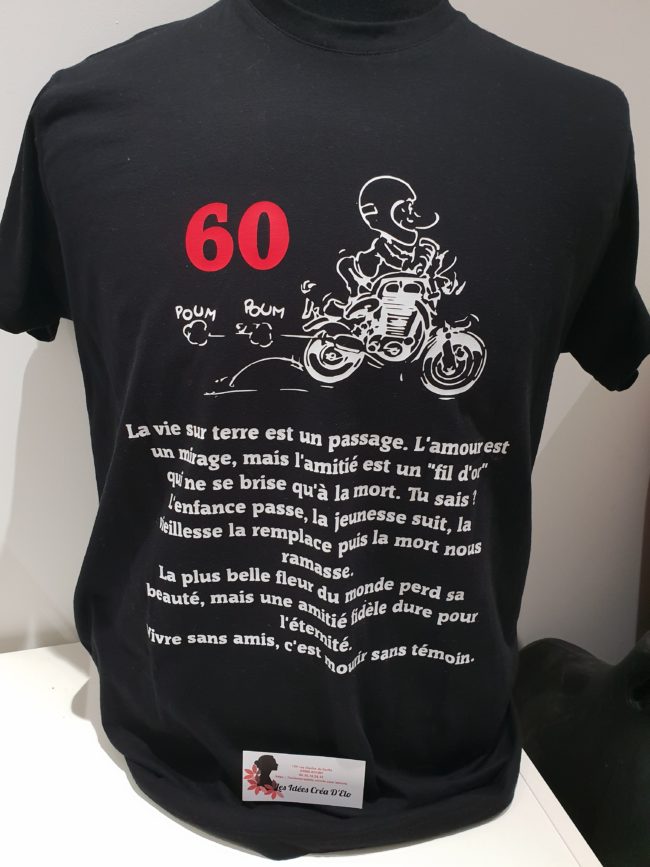 60
POUM POUM
La vie sur terre est un passage. L'amour est
un mirage, mais l'amitié est un "fil d'or"
qui ne se brise qu'à la mort. Tu sais ?
l'enfance passe, la jeunesse suit, la
vieillesse la remplace puis la mort nous
ramasse.
La plus belle fleur du monde perd sa
beauté, mais une amitié fidèle dure pour
l'éternité.
Vivre sans amis, c'est mourir sans témoin.
Les Idées Créa D'Elo